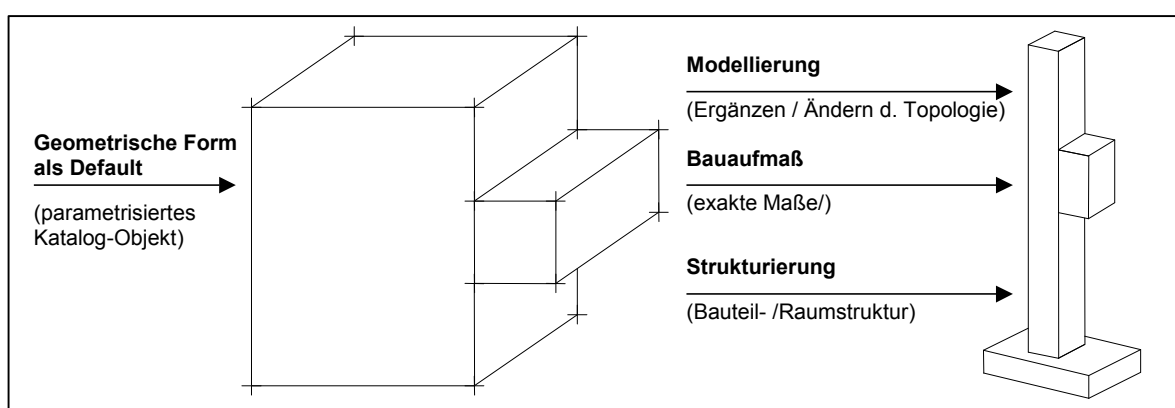 Geometrische Form
als Default
(parametrisiertes
Katalog-Objekt)
Modellierung
(Ergänzen / Ändern d. Topologie)
Bauaufmaß
(exakte Maße/)
Strukturierung
(Bauteil- /Raumstruktur)